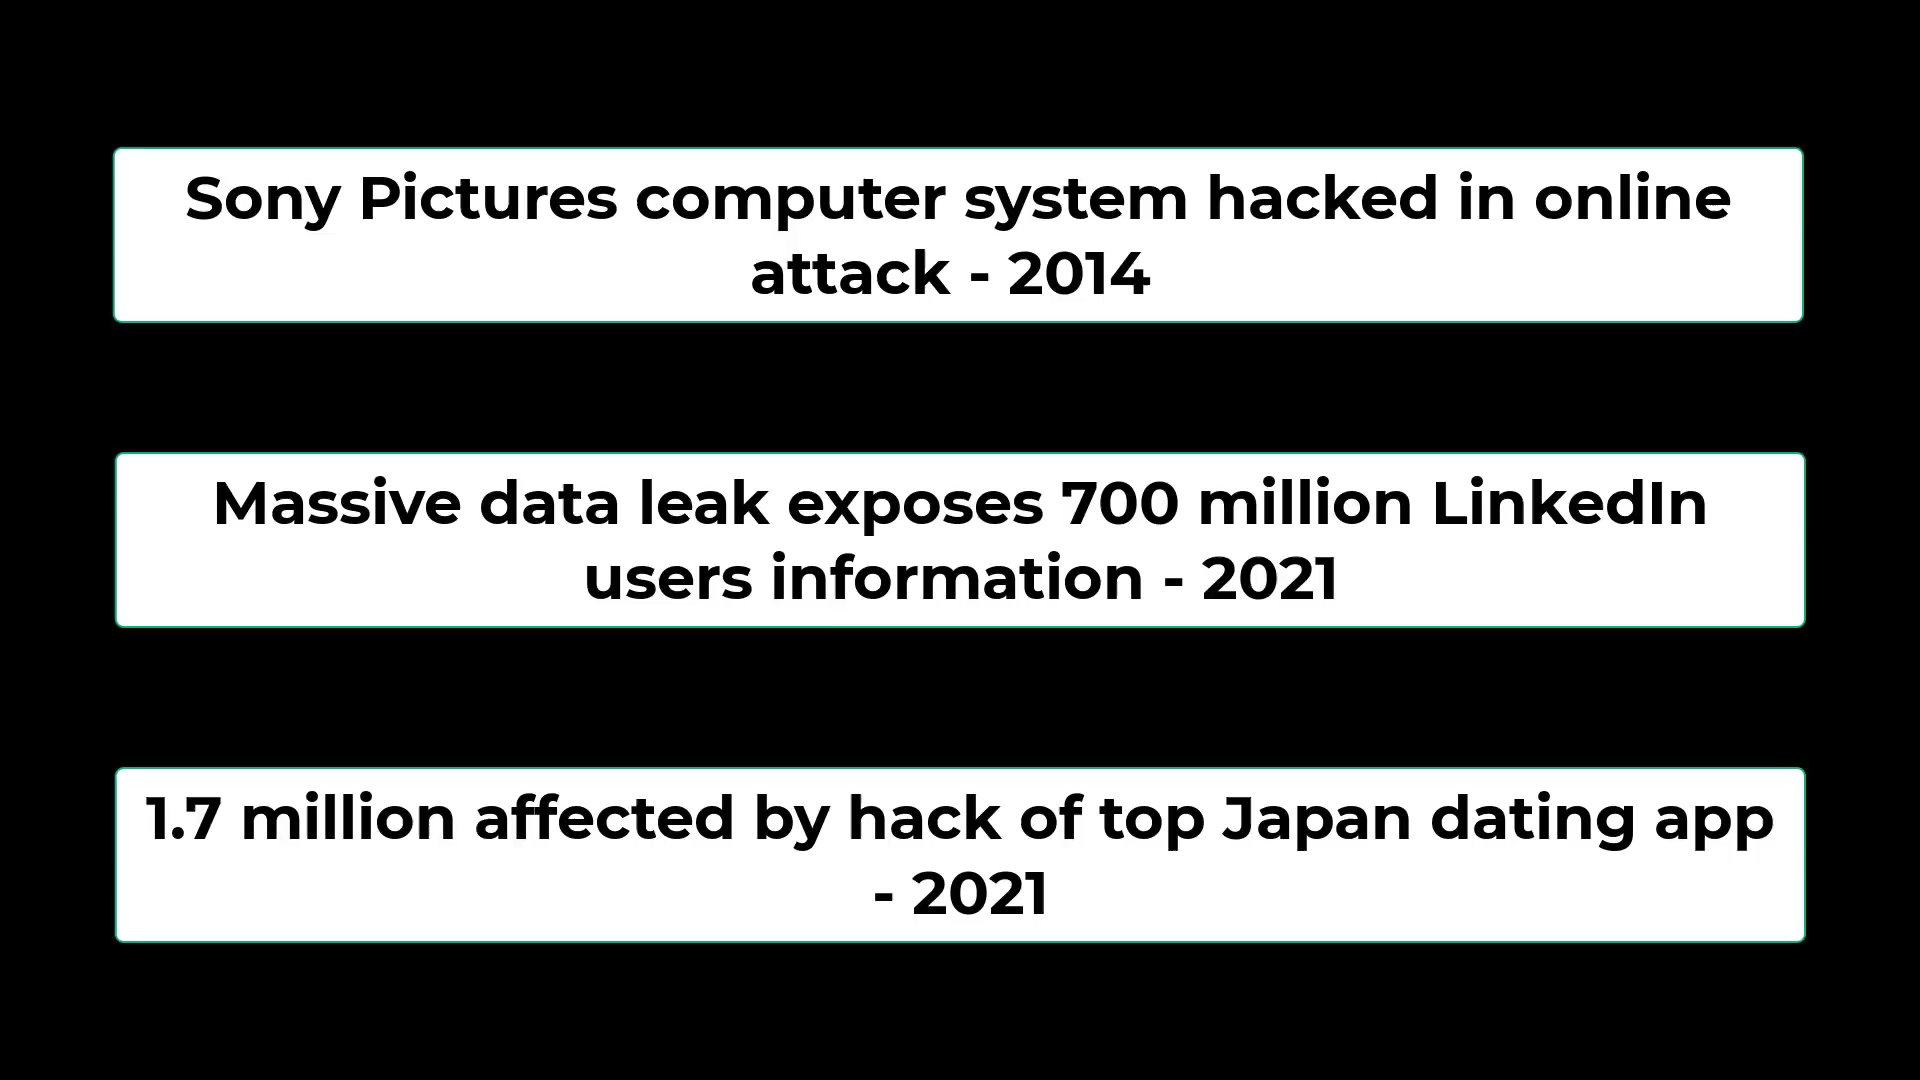 Sony Pictures computer system hacked in online
attack - 2014
Massive data leak exposes 700 million LinkedIn
users information - 2021
1.7 million affected by hack of top Japan dating app
- 2021